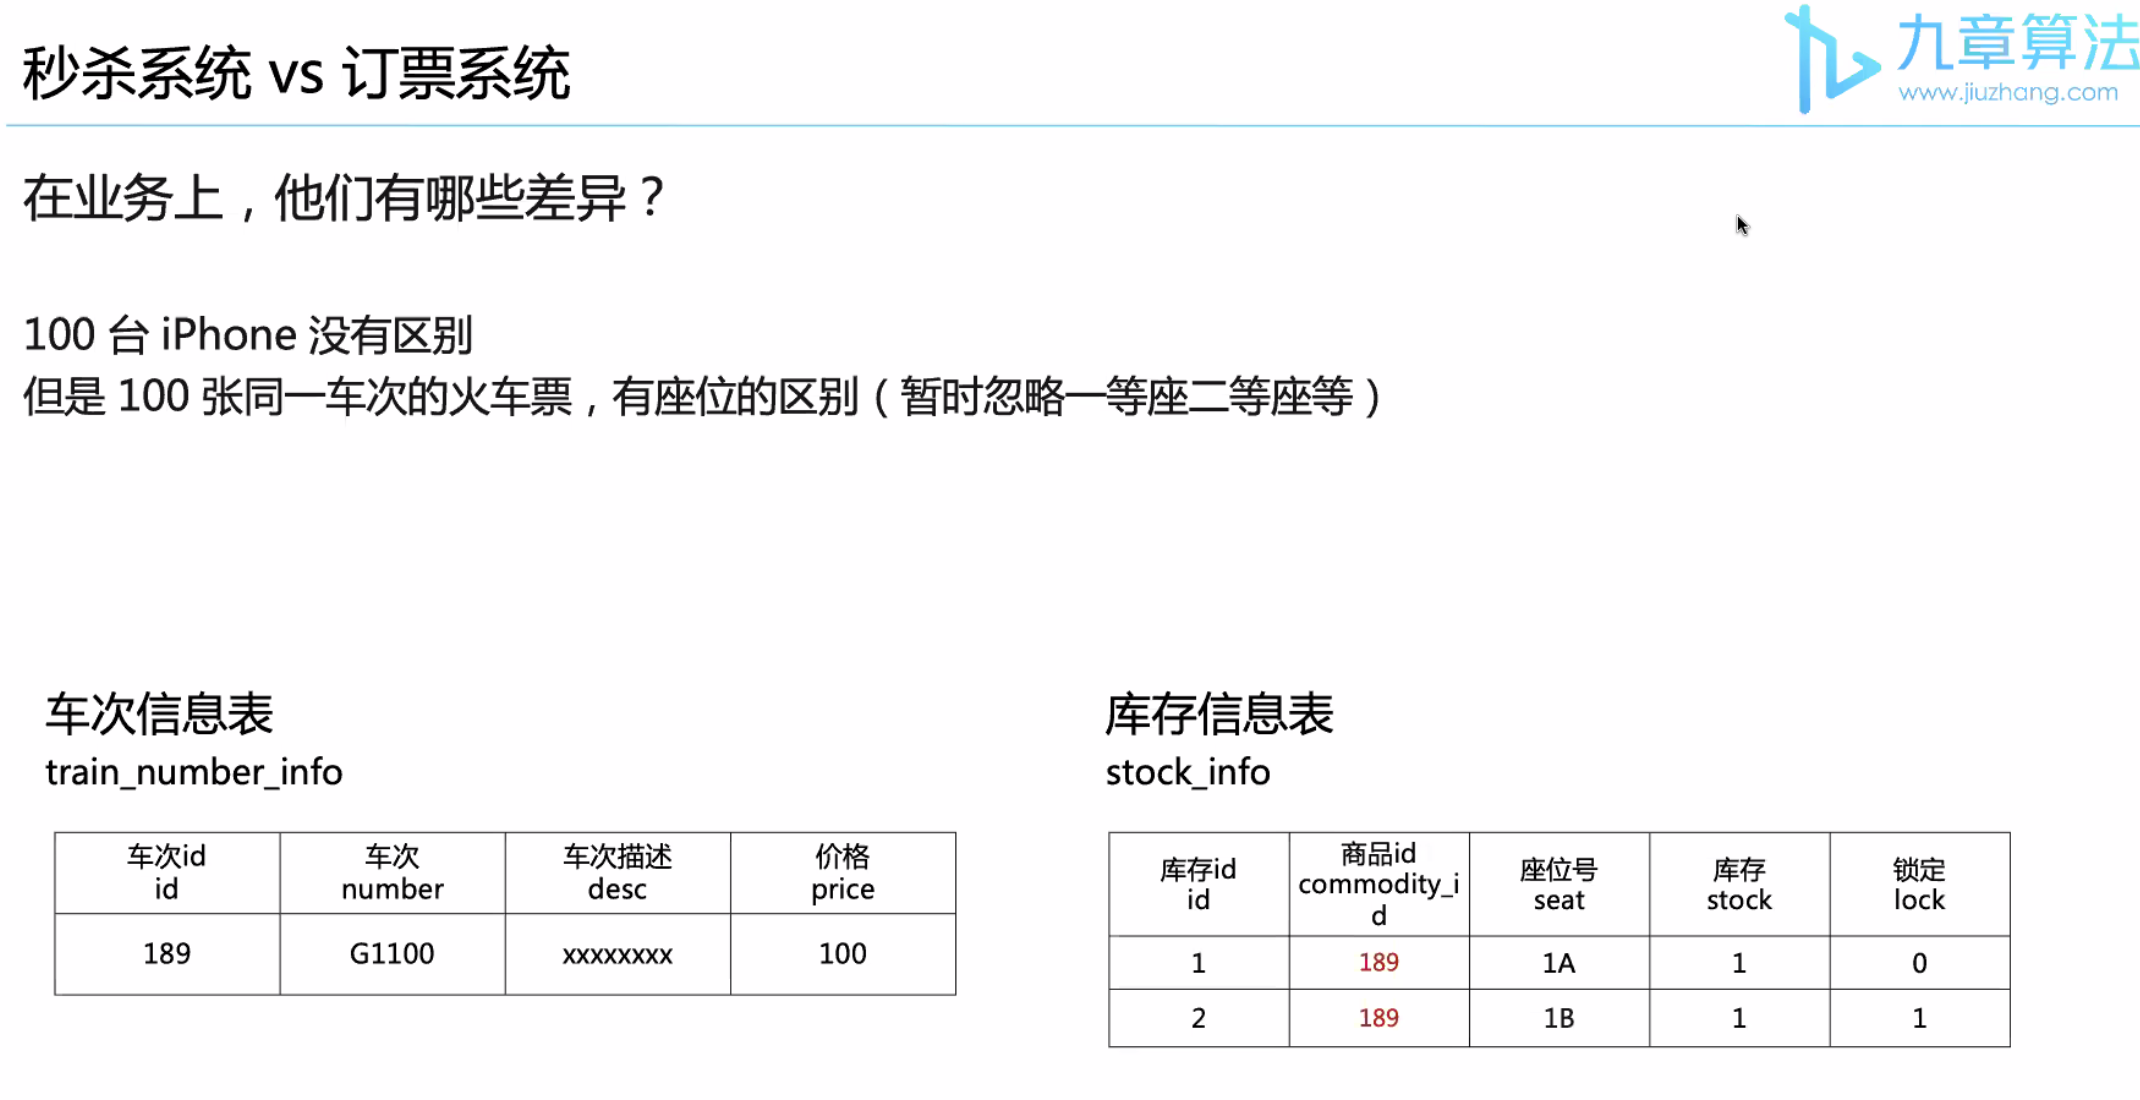 秒杀系统 vs 订票系统
九章算法
www.jiuzhang.com
在业务上，他们有哪些差异？
100 台 iPhone 没有区别
但是 100 张同一车次的火车票，有座位的区别（暂时忽略一等座二等座等）
车次信息表
train_number_info
车次id
id
车次
number
车次描述
desc
价格
price
189
G1100
xxxxxxxx
100
库存信息表
stock_info
库存id
id
商品id
commodity_i
d
座位号
seat
库存
stock
锁定
lock
1
189
1A
1
0
2
189
1B
1
1